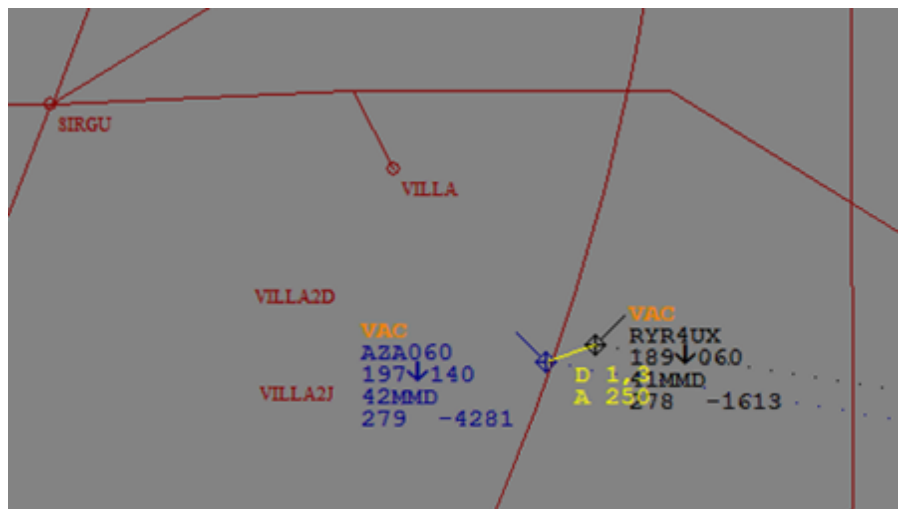 SIRGU
VILLA
VILLA2D
VAC
AZA060
197↓140
42MMD
279 -4281
VILLA2J
VAC
RYR4UX
189↓060
41MMD
278 -1613
D 1,3
A 250